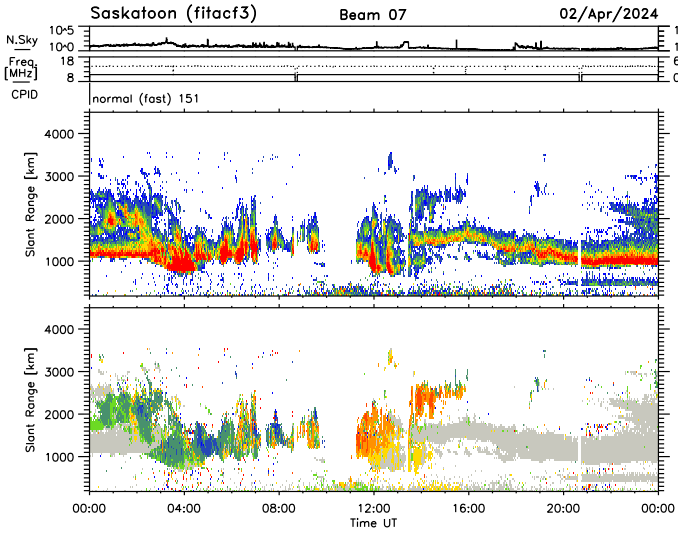 Saskatoon (fitacf3) Beam 07 02/Apr/2024
10^5 1
N.Sky
10^0 1
18 6
Freq.
[MHz]
8 0
CPID normal (fast) 151
4000
3000
2000
1000
Slant Range [km]
4000
3000
2000
1000
Slant Range [km]
00:00 04:00 08:00 12:00 16:00 20:00 00:00
Time UT